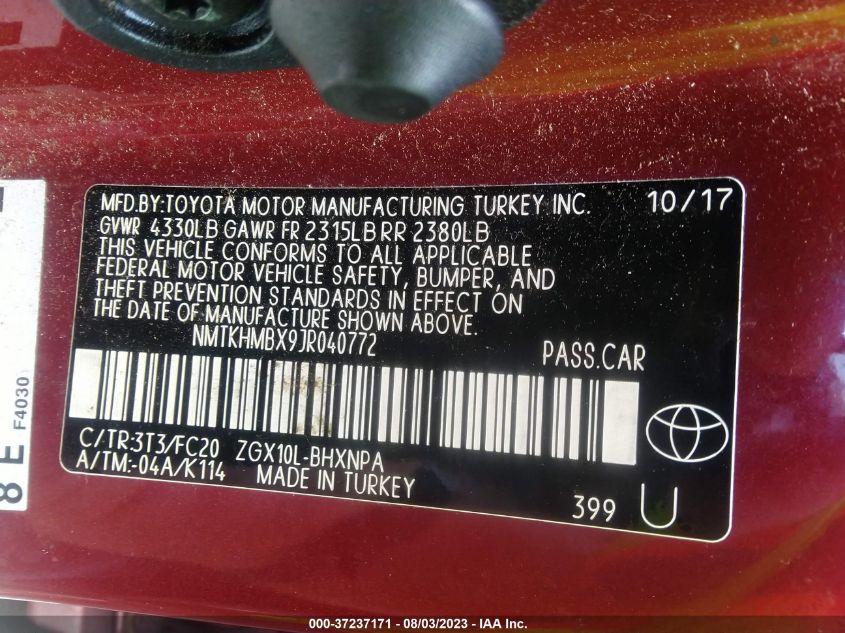 MFD.BY:TOYOTA MOTOR MANUFACTURING TURKEY INC. 10/17
GVWR 4330LB GAWR FR 2315LB RR 2380LB
THIS VEHICLE CONFORMS TO ALL APPLICABLE
FEDERAL MOTOR VEHICLE SAFETY, BUMPER, AND
THEFT PREVENTION STANDARDS IN EFFECT ON
THE DATE OF MANUFACTURE SHOWN ABOVE.
NMTKHMBX9JR040772 PASS.CAR
C/TR:3T3/FC20 ZGX10L-BHXNPA
A/TM:-04A/K114 MADE IN TURKEY
399 U
8 E F4030
000-37237171 - 08/03/2023 - IAA Inc.